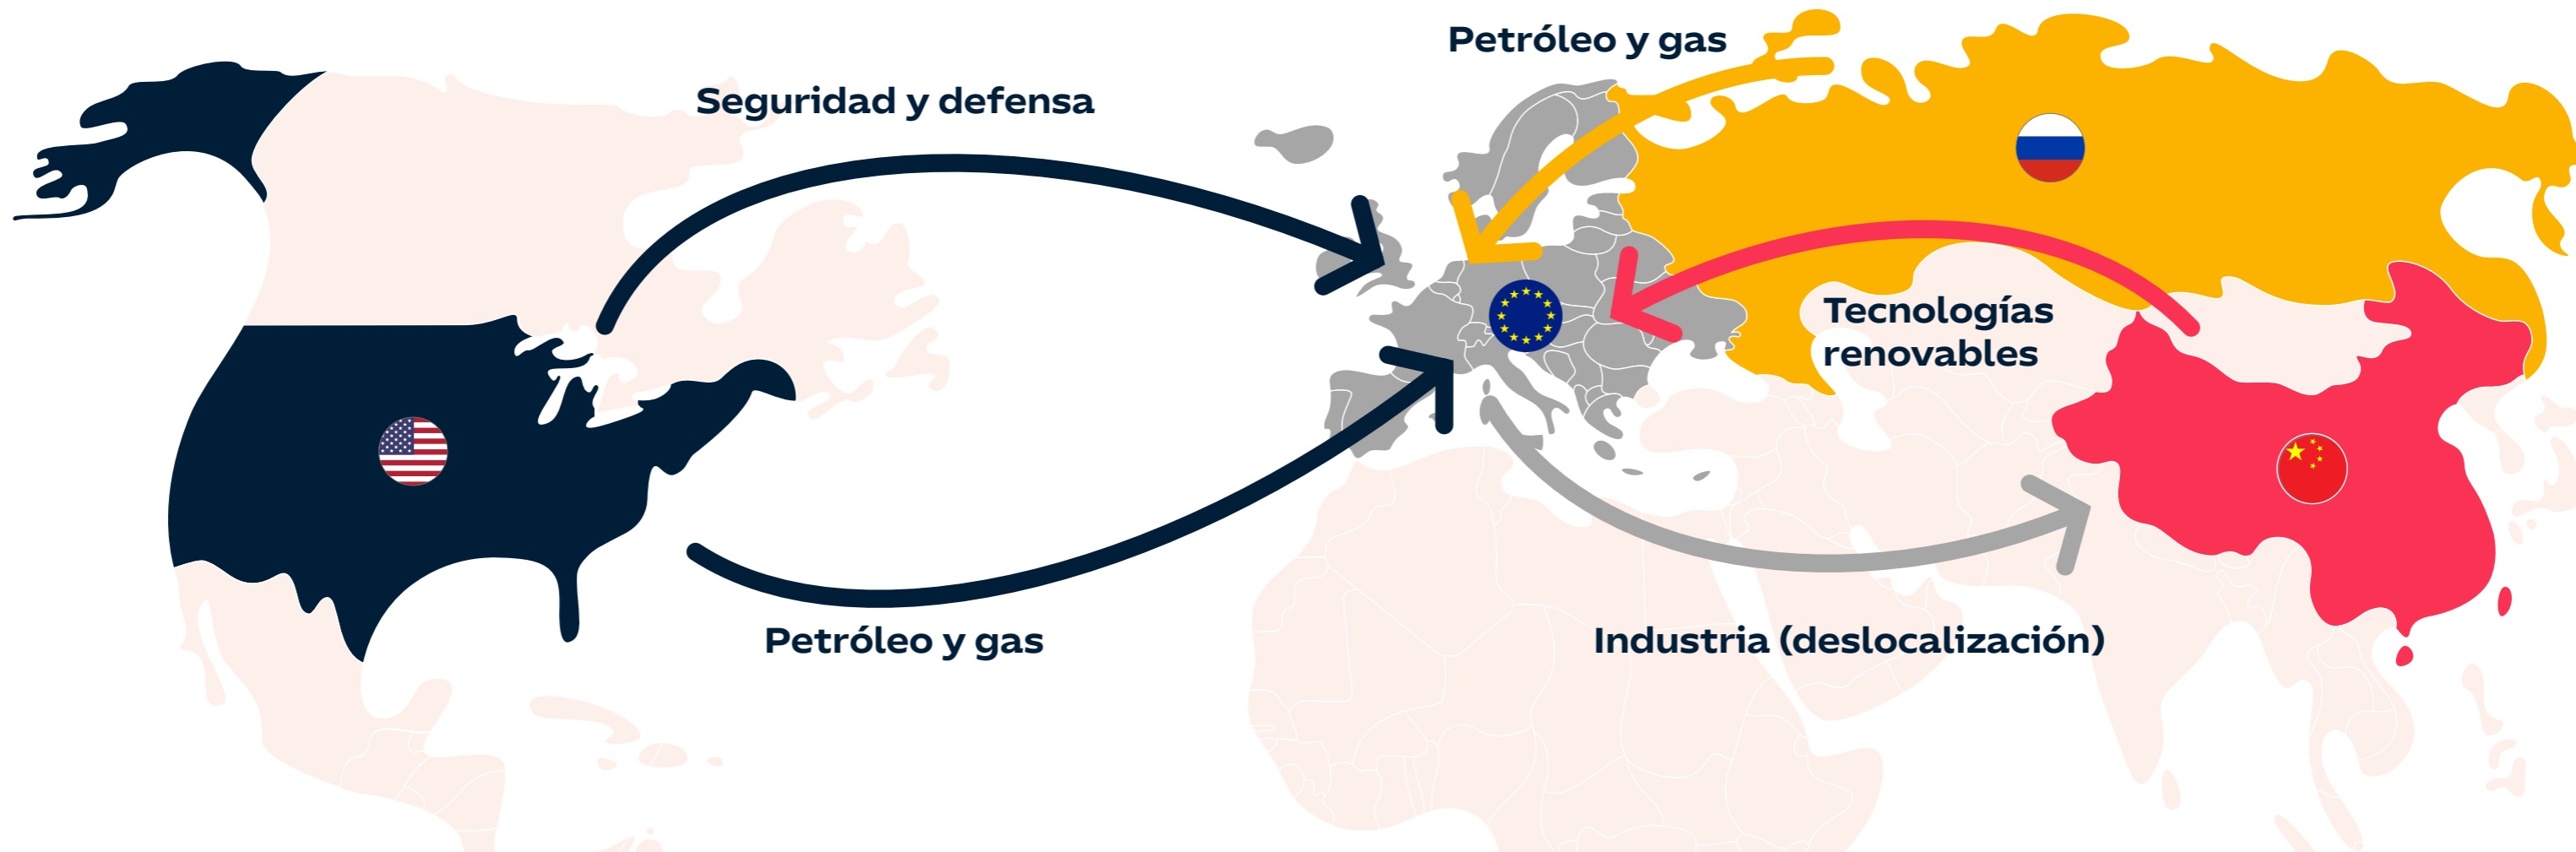 Petróleo y gas
Seguridad y defensa
Tecnologías
renovables
Petróleo y gas
Industria (deslocalización)